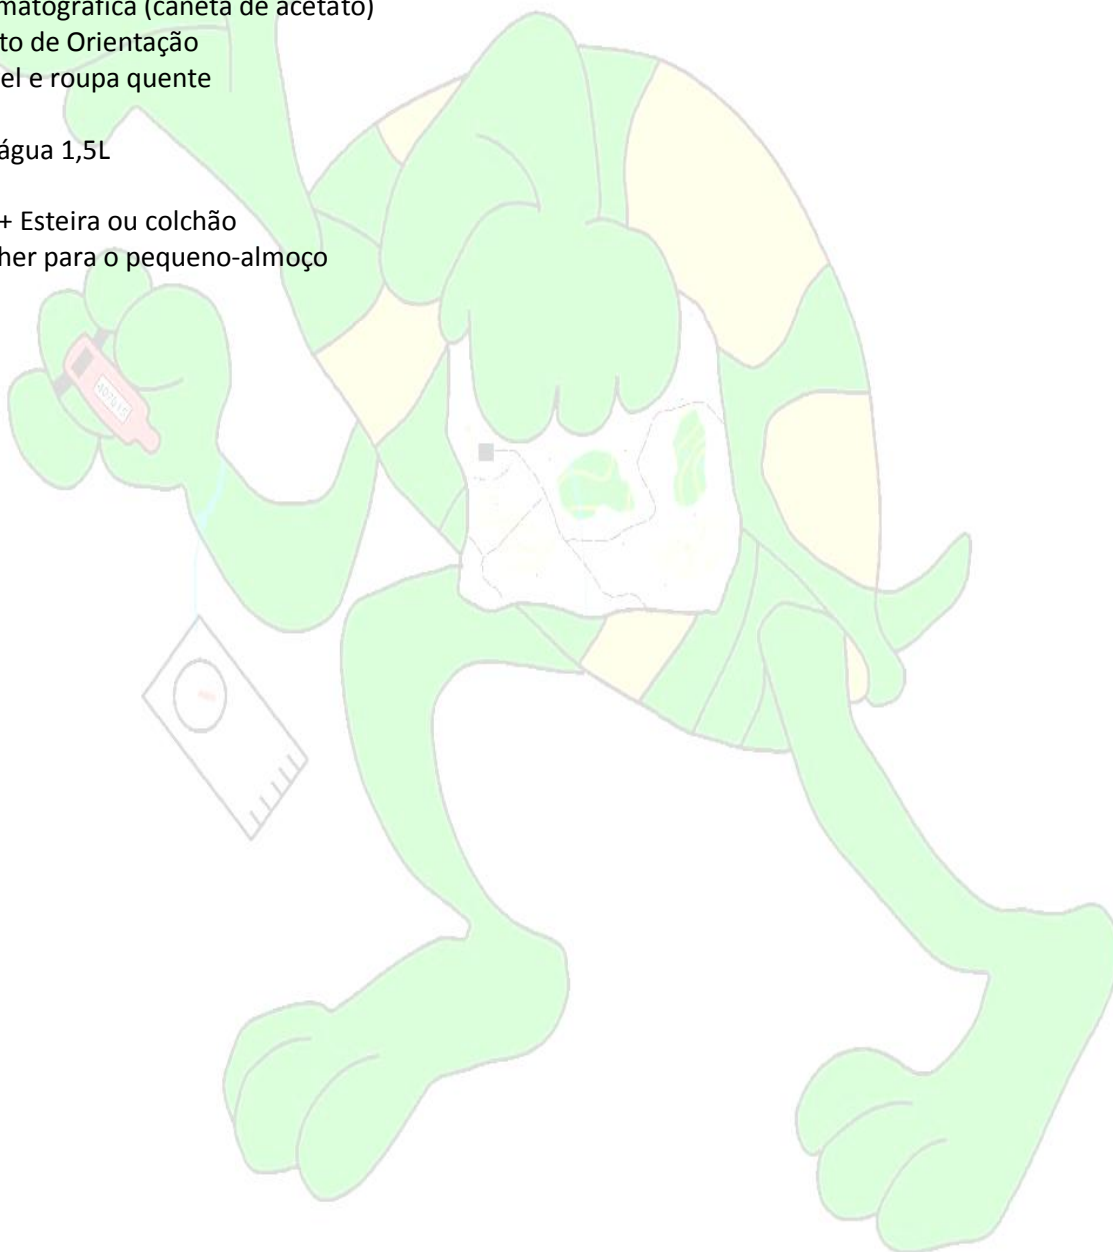 matográfica (caneta de acetato)
to de Orientação
el e roupa quente
água 1,5L
+ Esteira ou colchão
her para o pequeno-almoço